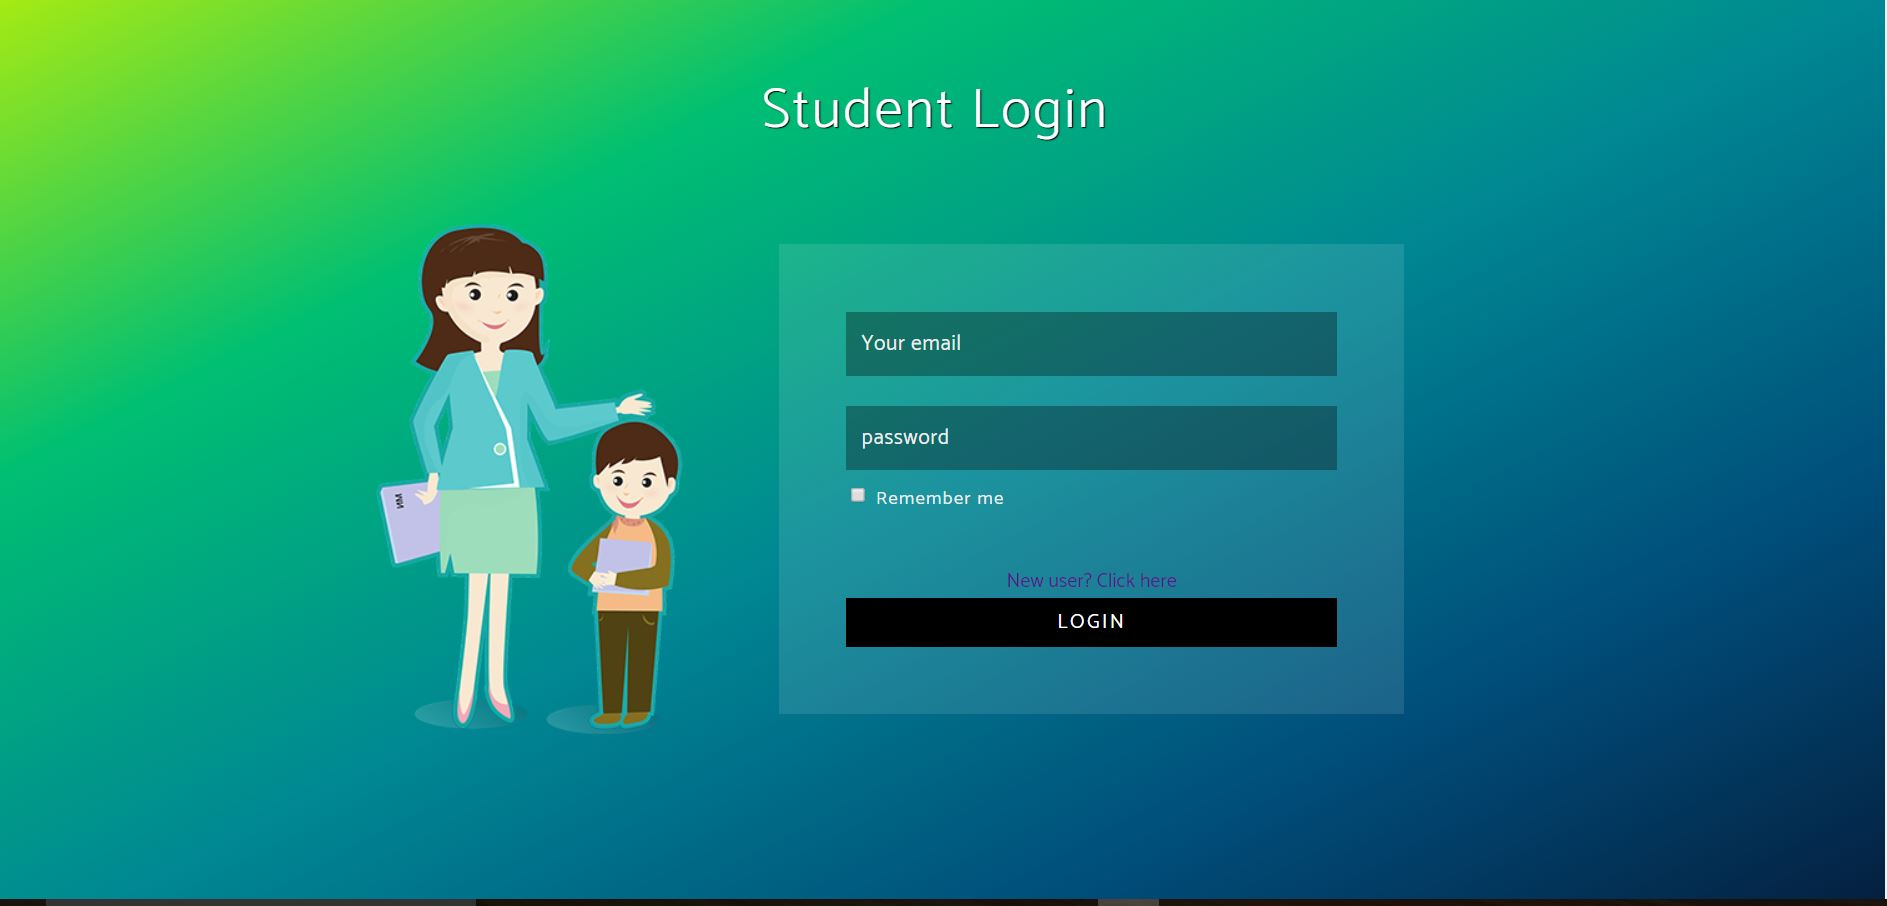 Student Login
Your email
password
Remember me
New user? Click here
LOGIN